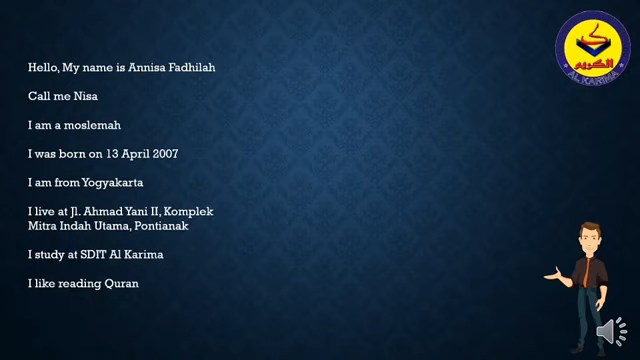 Hello, My name is Annisa Fadhilah
Call me Nisa
I am a moslemah
I was born on 13 April 2007
I am from Yogyakarta
I live at Jl. Ahmad Yani II, Komplek
Mitra Indah Utama, Pontianak
I study at SDIT Al Karima
I like reading Quran
الكريم
AL KARIMA